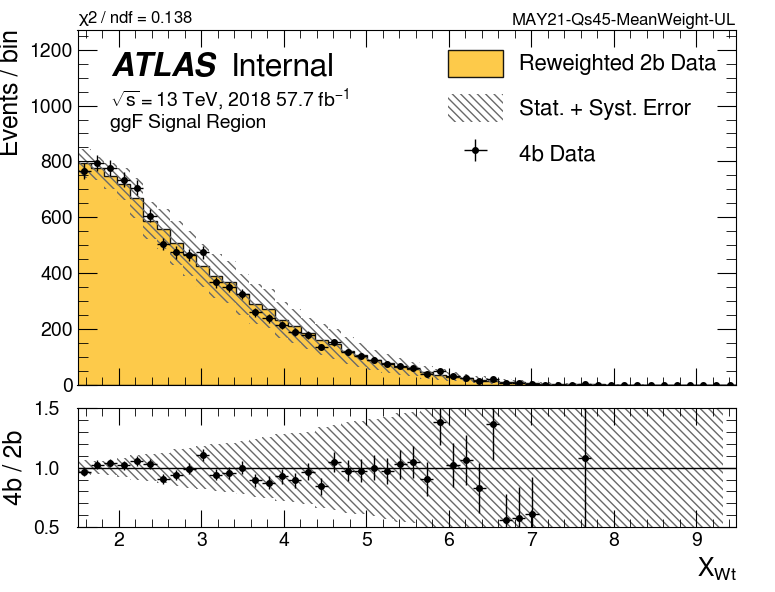 χ² / ndf = 0.138
MAY21-Qs45-MeanWeight-UL
ATLAS Internal
√s = 13 TeV, 2018 57.7 fb⁻¹
ggF Signal Region
Reweighted 2b Data
Stat. + Syst. Error
4b Data
Events / bin
1200
1000
800
600
400
200
0
4b / 2b
1.5
1.0
0.5
2 3 4 5 6 7 8 9
X_Wt